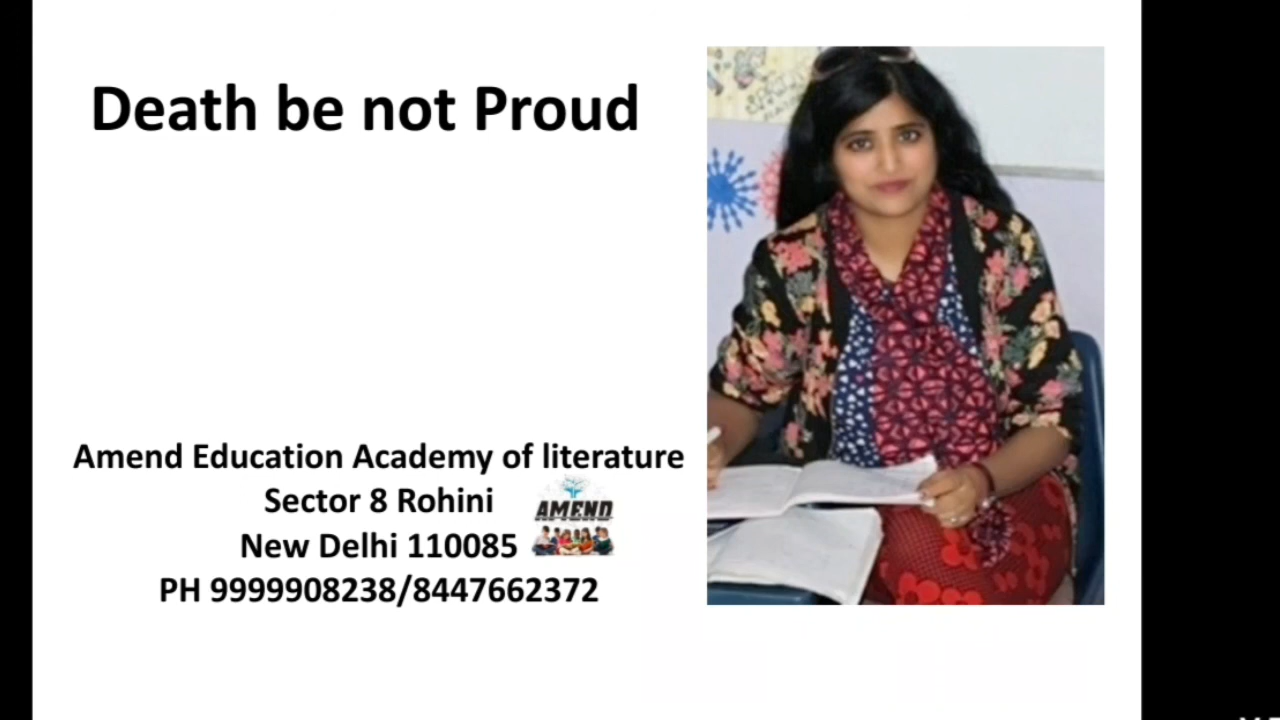 Death be not Proud
Amend Education Academy of literature
Sector 8 Rohini
AMEND
New Delhi 110085
PH 9999908238/8447662372